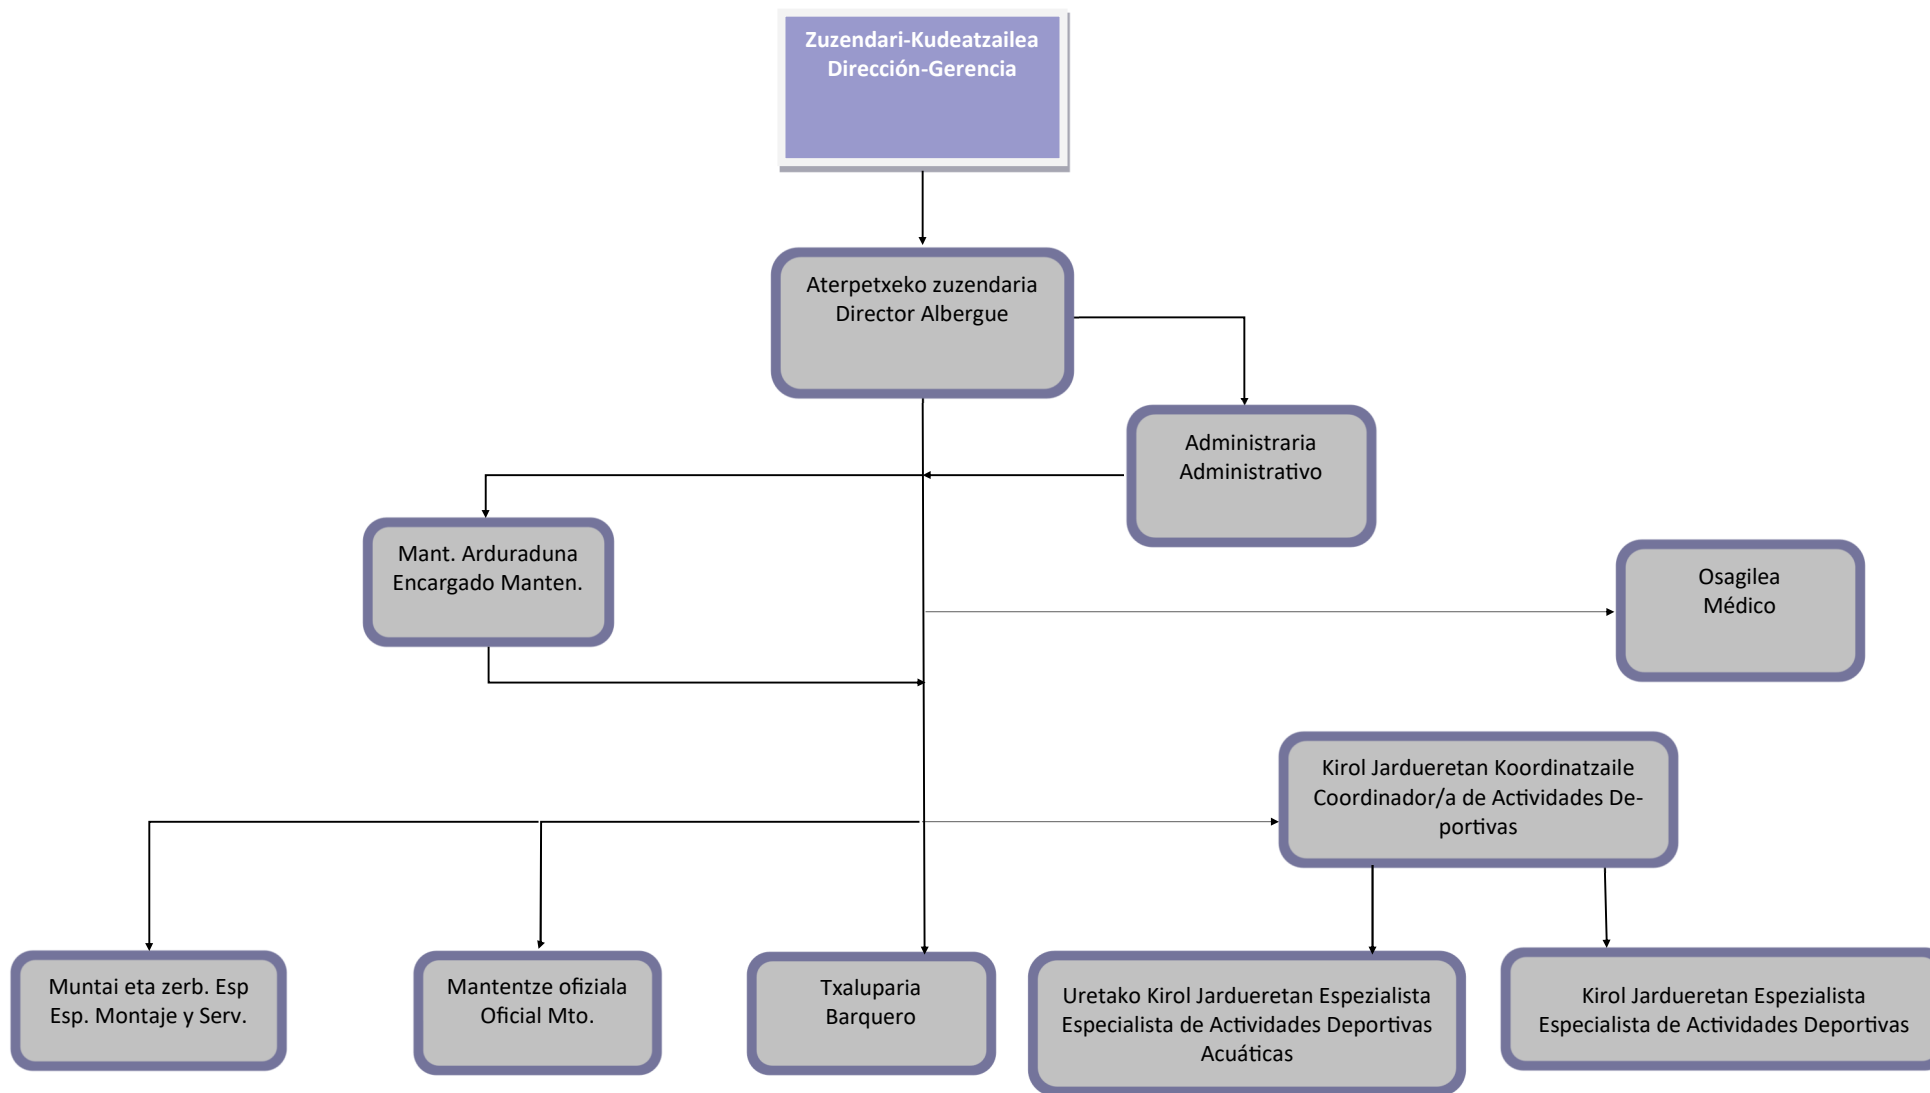 Zuzendari-Kudeatzailea
Dirección-Gerencia
Aterpetxeko zuzendaria
Director Albergue
Administraria
Administrativo
Mant. Arduraduna
Encargado Manten.
Osagilea
Médico
Kirol Jardueretan Koordinatzaile
Coordinador/a de Actividades De-
portivas
Muntai eta zerb. Esp
Esp. Montaje y Serv.
Mantentze ofiziala
Oficial Mto.
Txaluparia
Barquero
Uretako Kirol Jardueretan Espezialista
Especialista de Actividades Deportivas
Acuáticas
Kirol Jardueretan Espezialista
Especialista de Actividades Deportivas